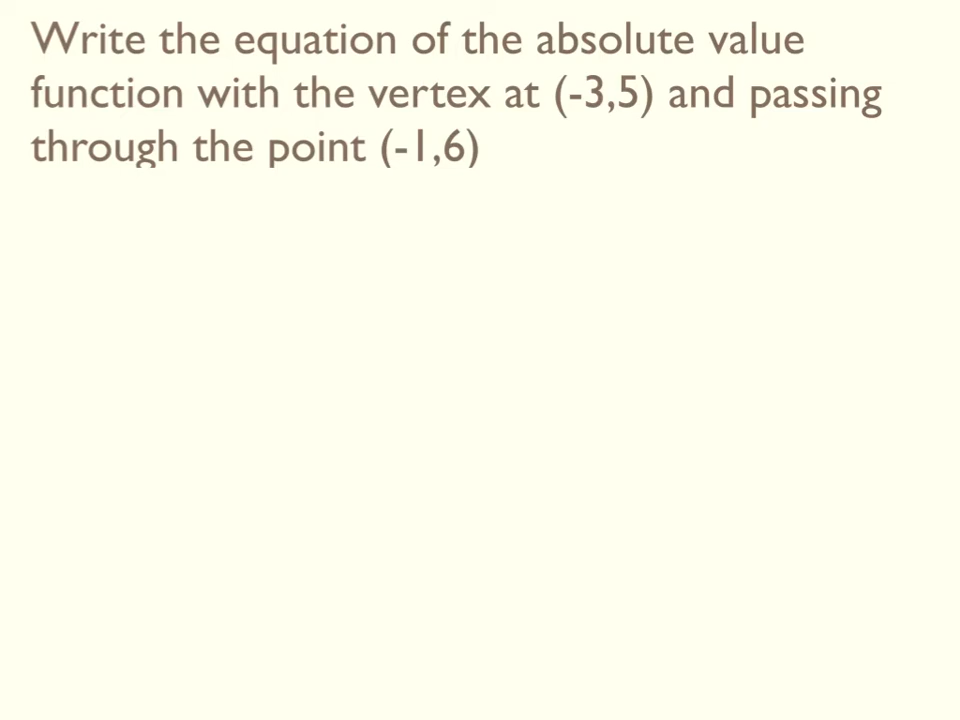 Write the equation of the absolute value
function with the vertex at (-3,5) and passing
through the point (-1,6)